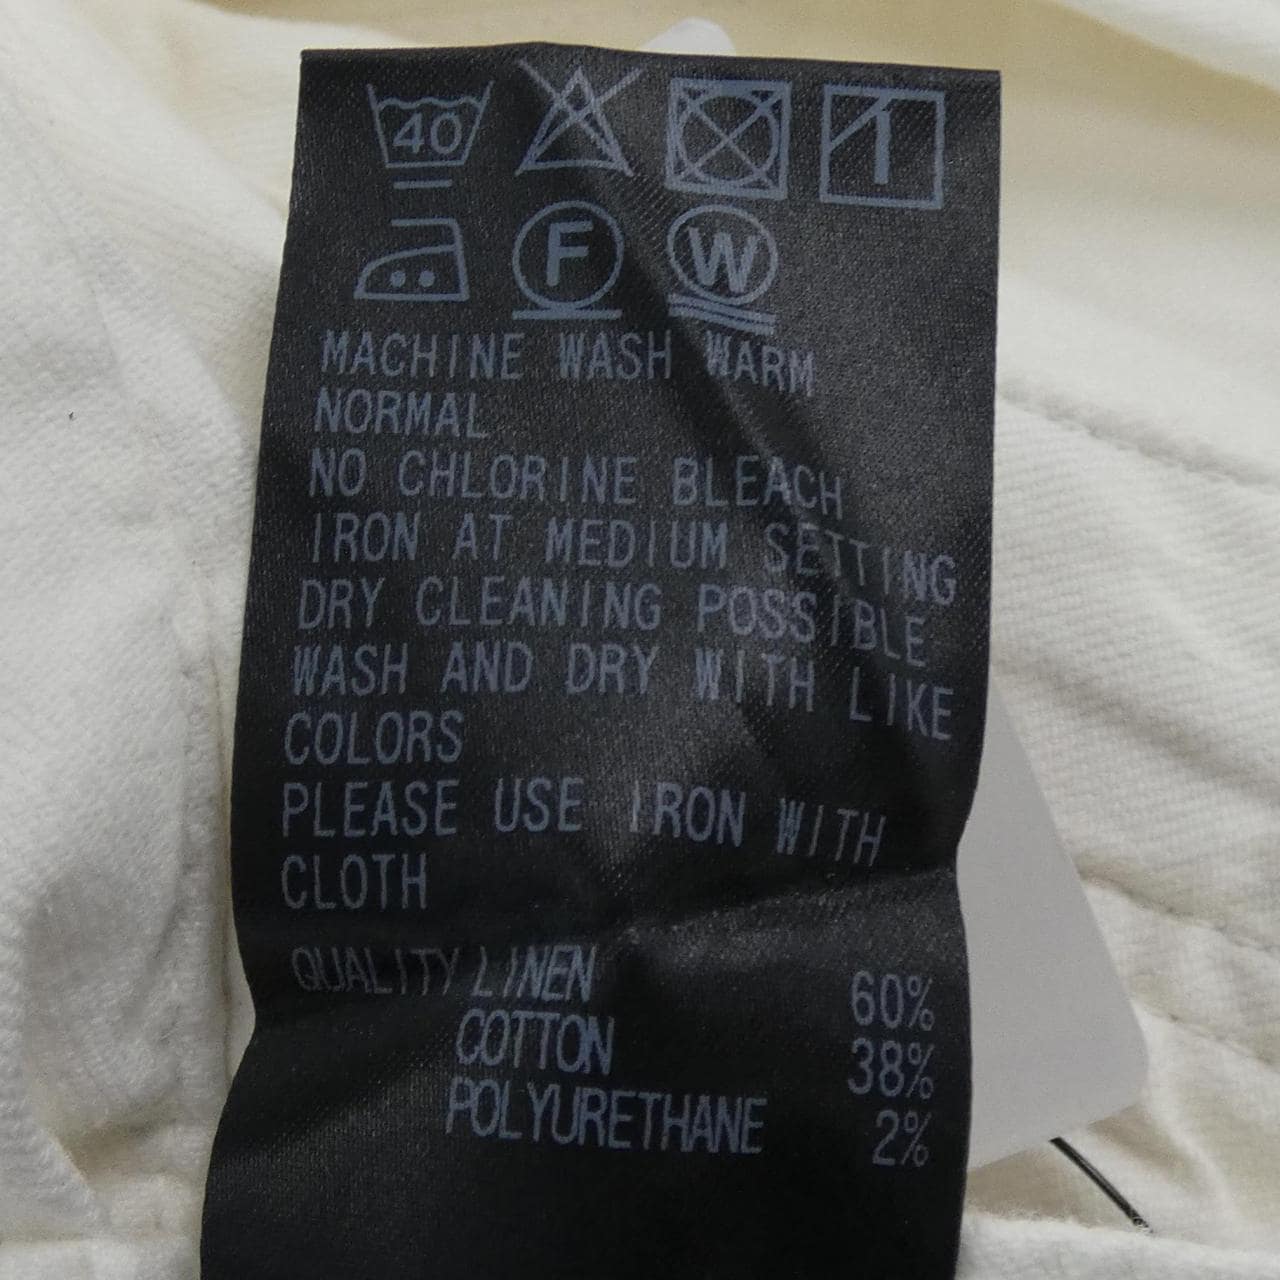 40
F W
MACHINE WASH WARM
NORMAL
NO CHLORINE BLEACH
IRON AT MEDIUM SETTING
DRY CLEANING POSSIBLE
WASH AND DRY WITH LIKE
COLORS
PLEASE USE IRON WITH
CLOTH
QUALITY LINEN 60%
COTTON 38%
POLYURETHANE 2%